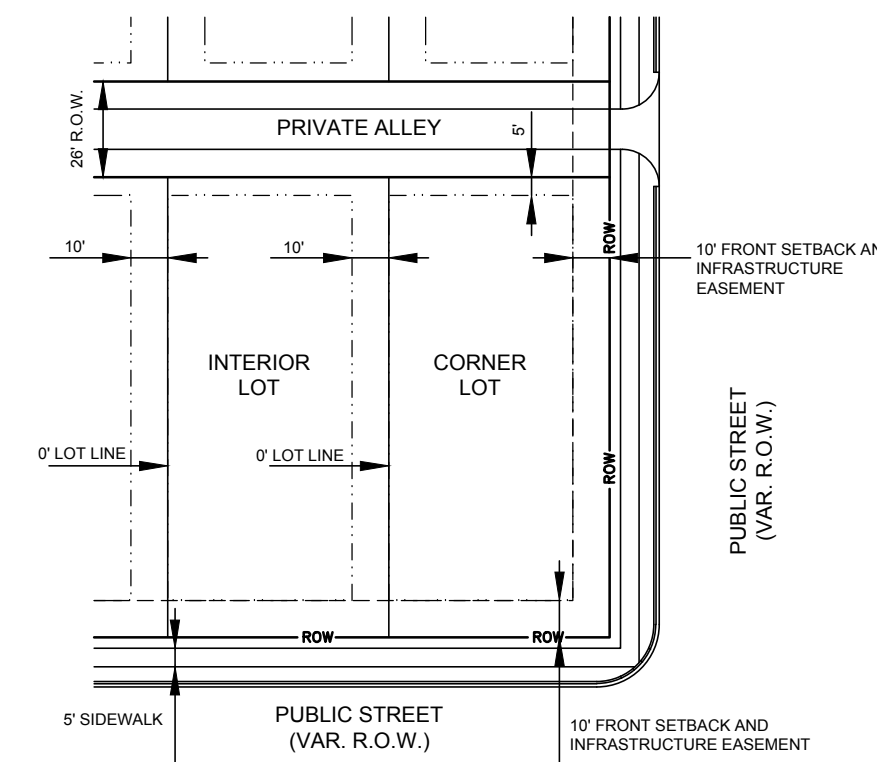 26' R.O.W.
PRIVATE ALLEY
5'
ROW
10'
10'
10' FRONT SETBACK AN
INFRASTRUCTURE
EASEMENT
INTERIOR
LOT
CORNER
LOT
0' LOT LINE
0' LOT LINE
ROW
PUBLIC STREET
(VAR. R.O.W.)
ROW
ROW
5' SIDEWALK
PUBLIC STREET
(VAR. R.O.W.)
10' FRONT SETBACK AND
INFRASTRUCTURE EASEMENT